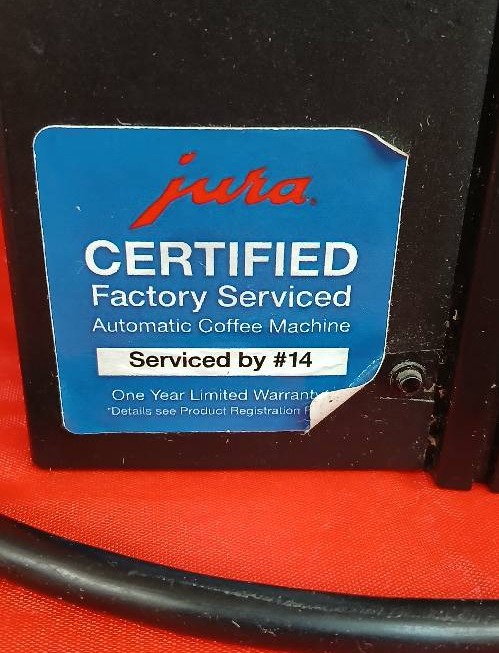 jura.
CERTIFIED
Factory Serviced
Automatic Coffee Machine
Serviced by #14
One Year Limited Warranty
*Details see Product Registration